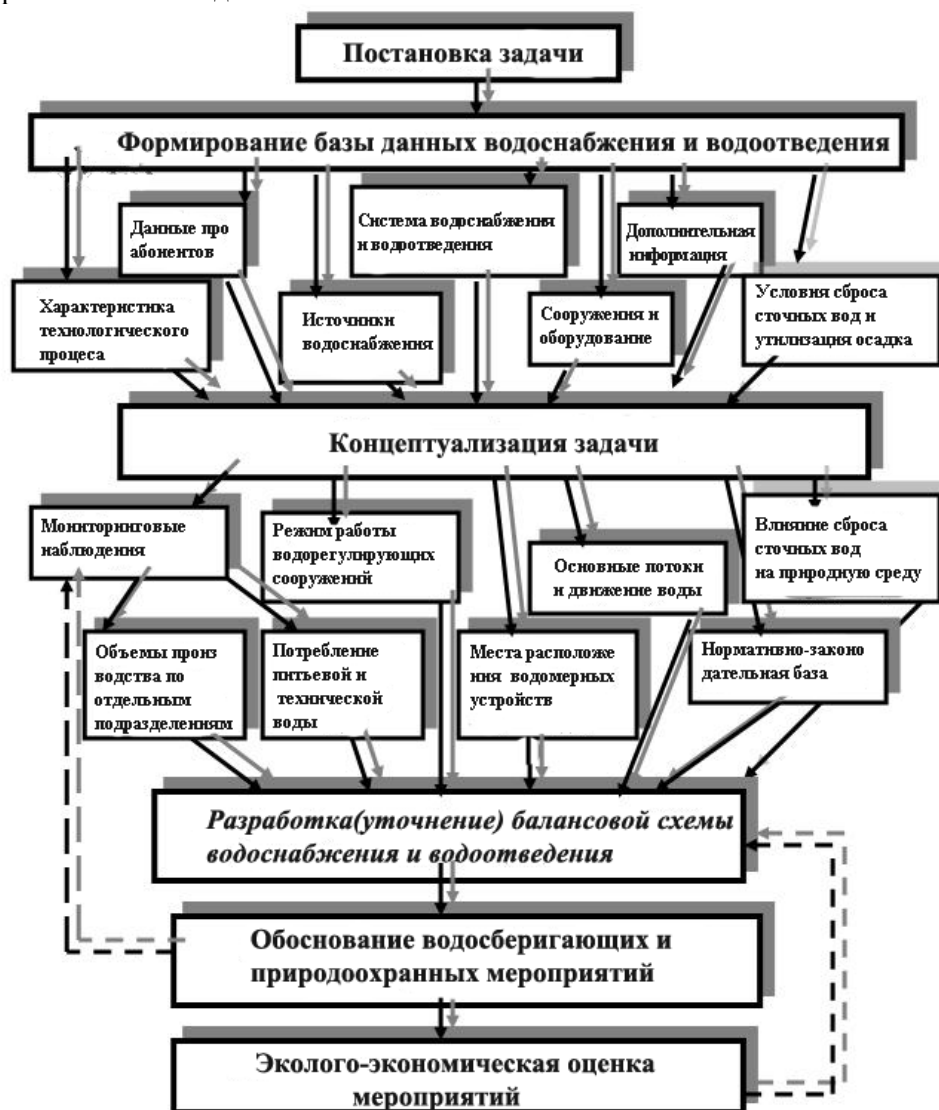 Постановка задачи
Формирование базы данных водоснабжения и водоотведения
Данные про
абонентов
Система водоснабжения
и водоотведения
Дополнительная
информация
Характеристика
технологического
процеса
Источники
водоснабжения
Сооружения и
оборудование
Условия сброса
сточных вод и
утилизация осадка
Концептуализация задачи
Мониторинговые
наблюдения
Режим работы
водорегулирующих
сооружений
Основные потоки
и движение воды
Влияние сброса
сточных вод
на природную среду
Объемы произ
водства по
отдельным
подразделениям
Потребление
питьевой и
технической
воды
Места расположе
ния водомерных
устройств
Нормативно-законо
дательная база
Разработка(уточнение) балансовой схемы
водоснабжения и водоотведения
Обоснование водосберигающих и
природоохранных мероприятий
Эколого-экономическая оценка
мероприятий